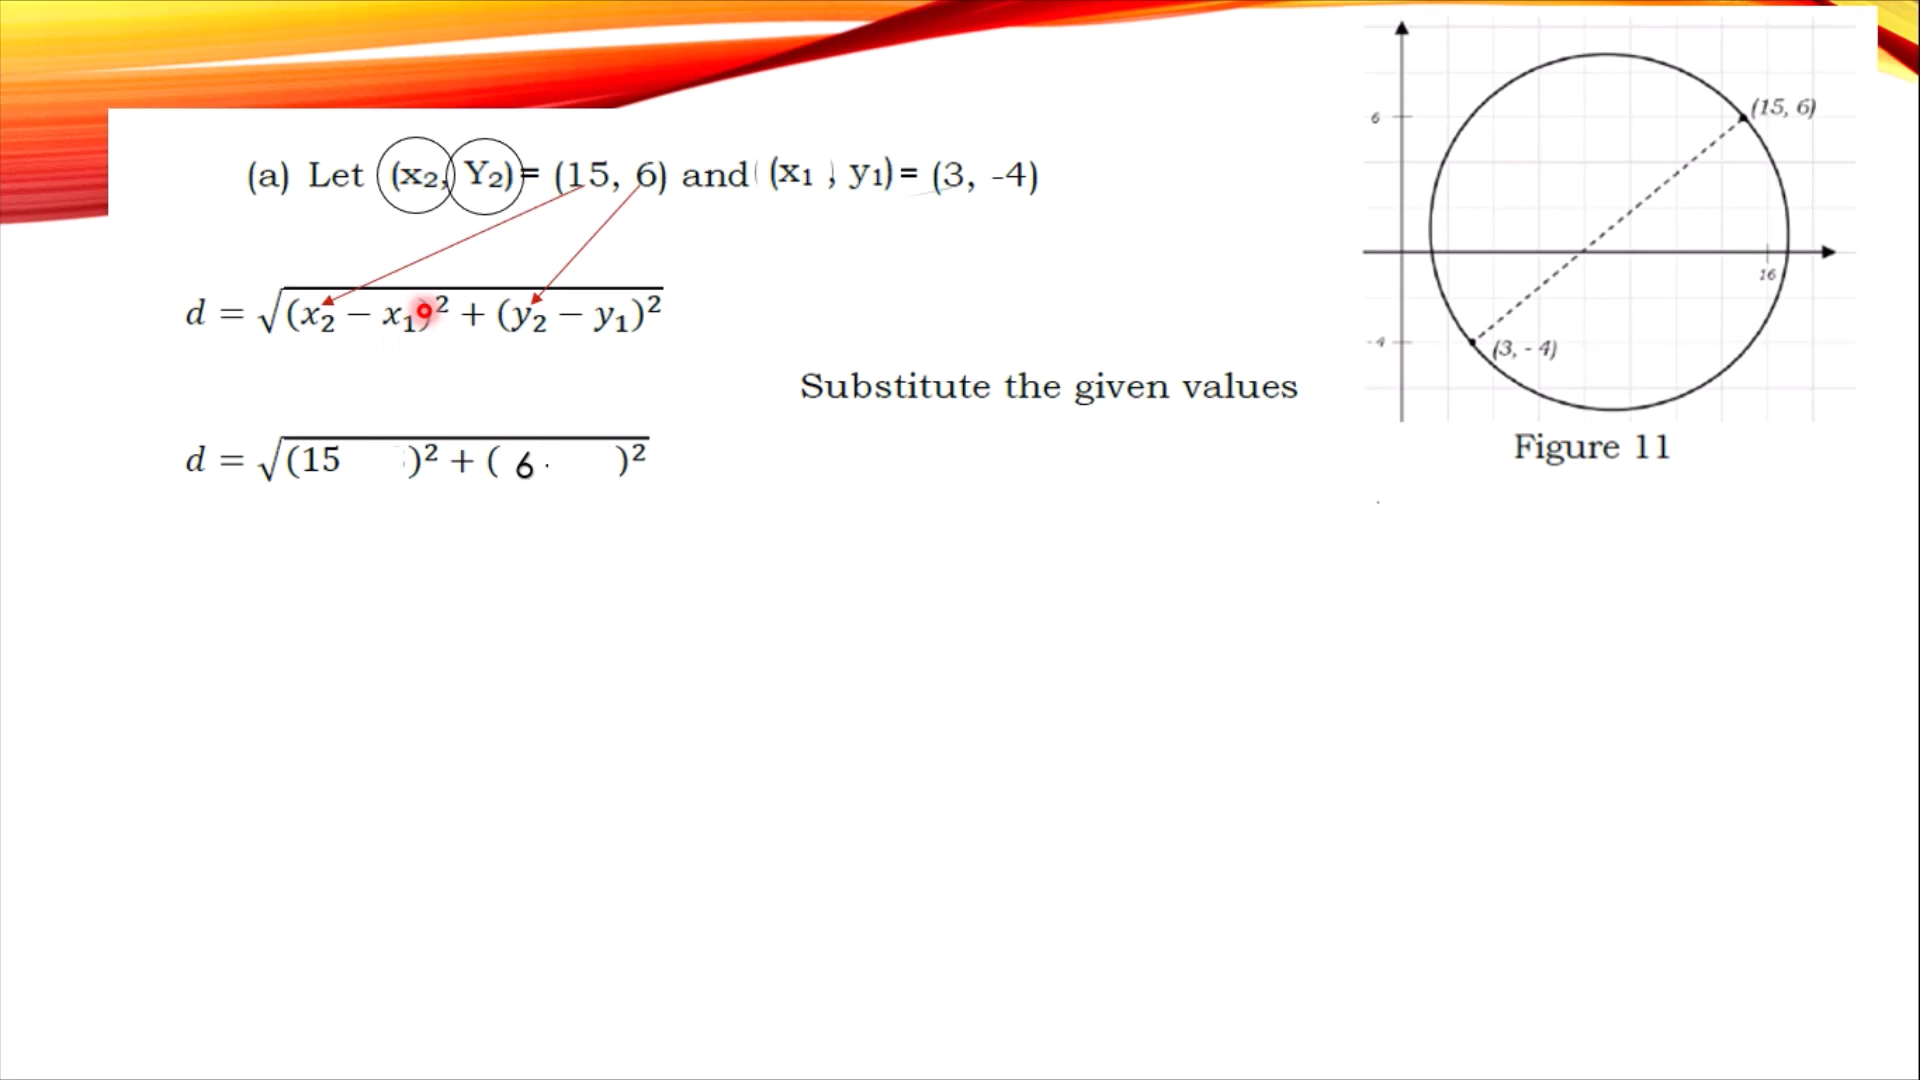 (a) Let (x₂, Y₂) = (15, 6) and (x₁ , y₁) = (3, -4)
d = √(x₂ − x₁)² + (y₂ − y₁)²
Substitute the given values
d = √(15 )² + ( 6 )²
6
(15, 6)
16
-4
(3, - 4)
Figure 11